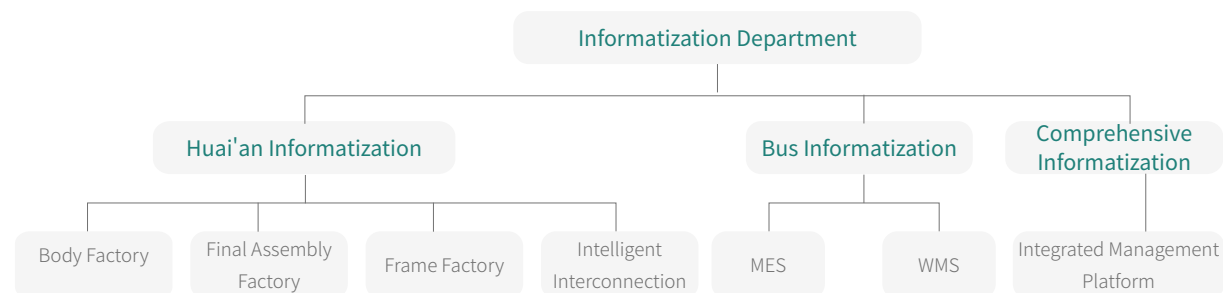 Informatization Department
Huai'an Informatization
Bus Informatization
Comprehensive
Informatization
Body Factory
Final Assembly
Factory
Frame Factory
Intelligent
Interconnection
MES
WMS
Integrated Management
Platform